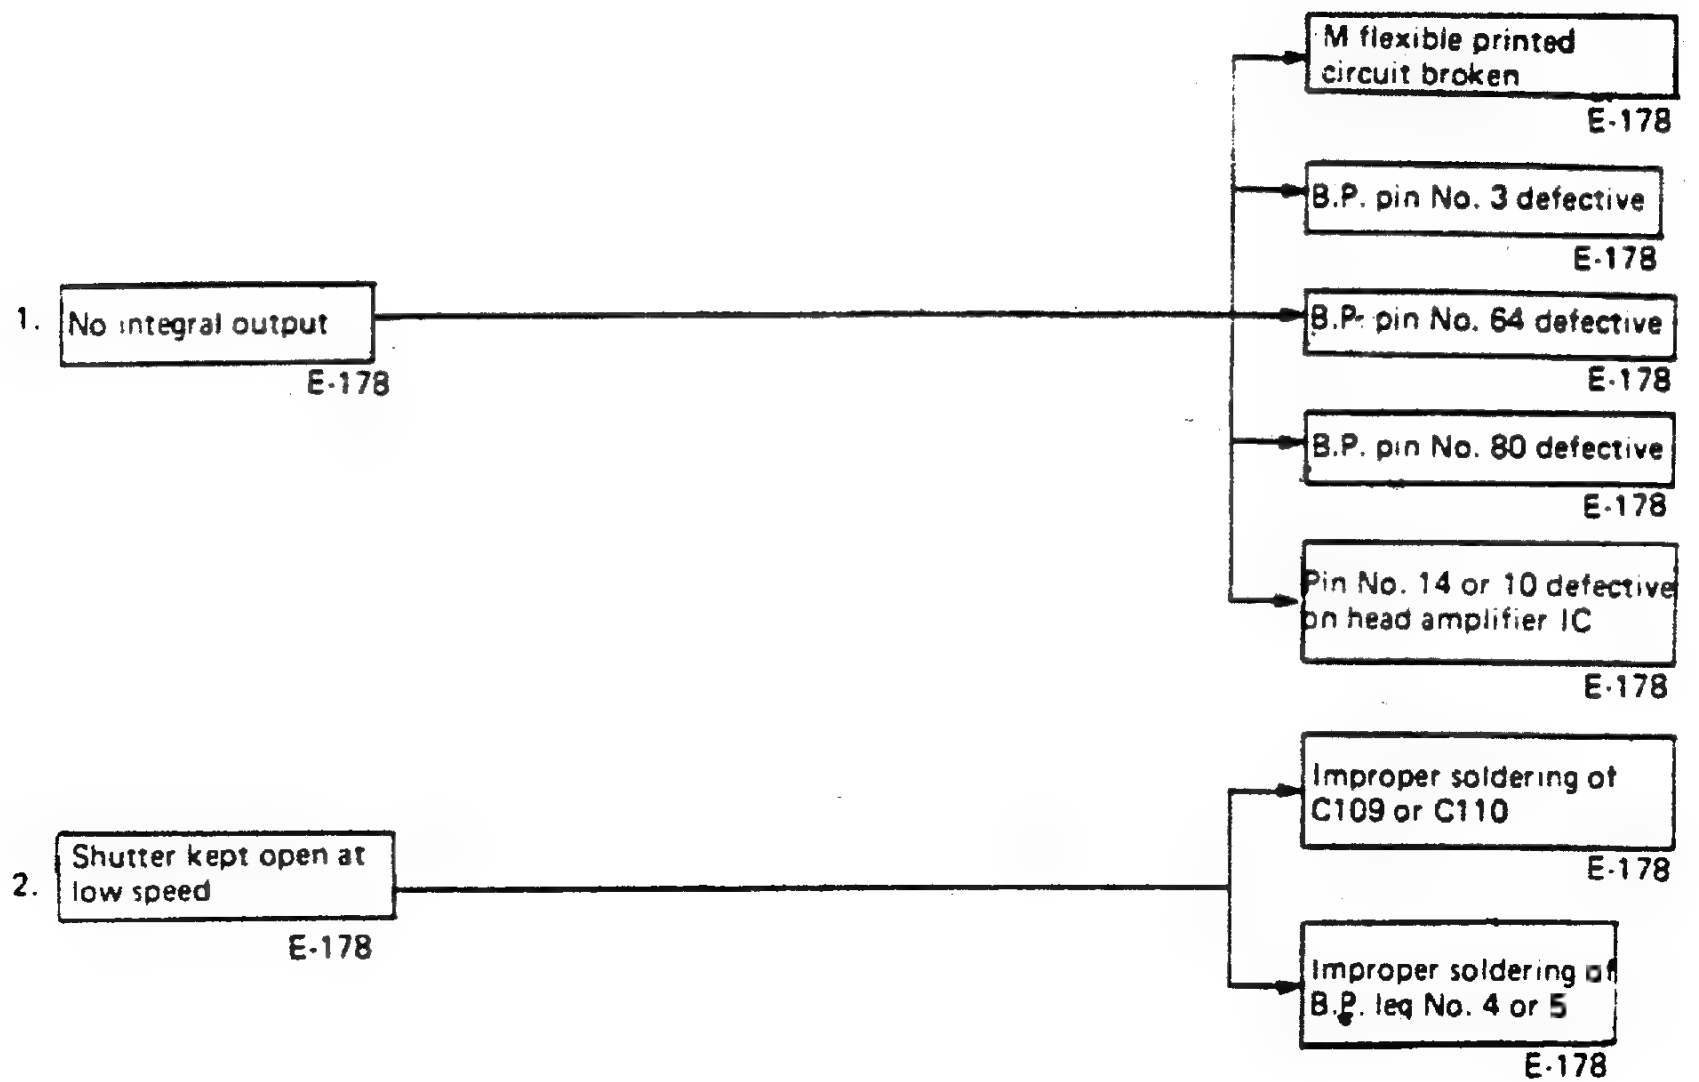 M flexible printed
circuit broken
E-178
B.P. pin No. 3 defective
E-178
1. No integral output
E-178
B.P. pin No. 64 defective
E-178
B.P. pin No. 80 defective
E-178
Pin No. 14 or 10 defective
on head amplifier IC
E-178
Improper soldering of
C109 or C110
E-178
2. Shutter kept open at
low speed
E-178
Improper soldering of
B.P. leg No. 4 or 5
E-178